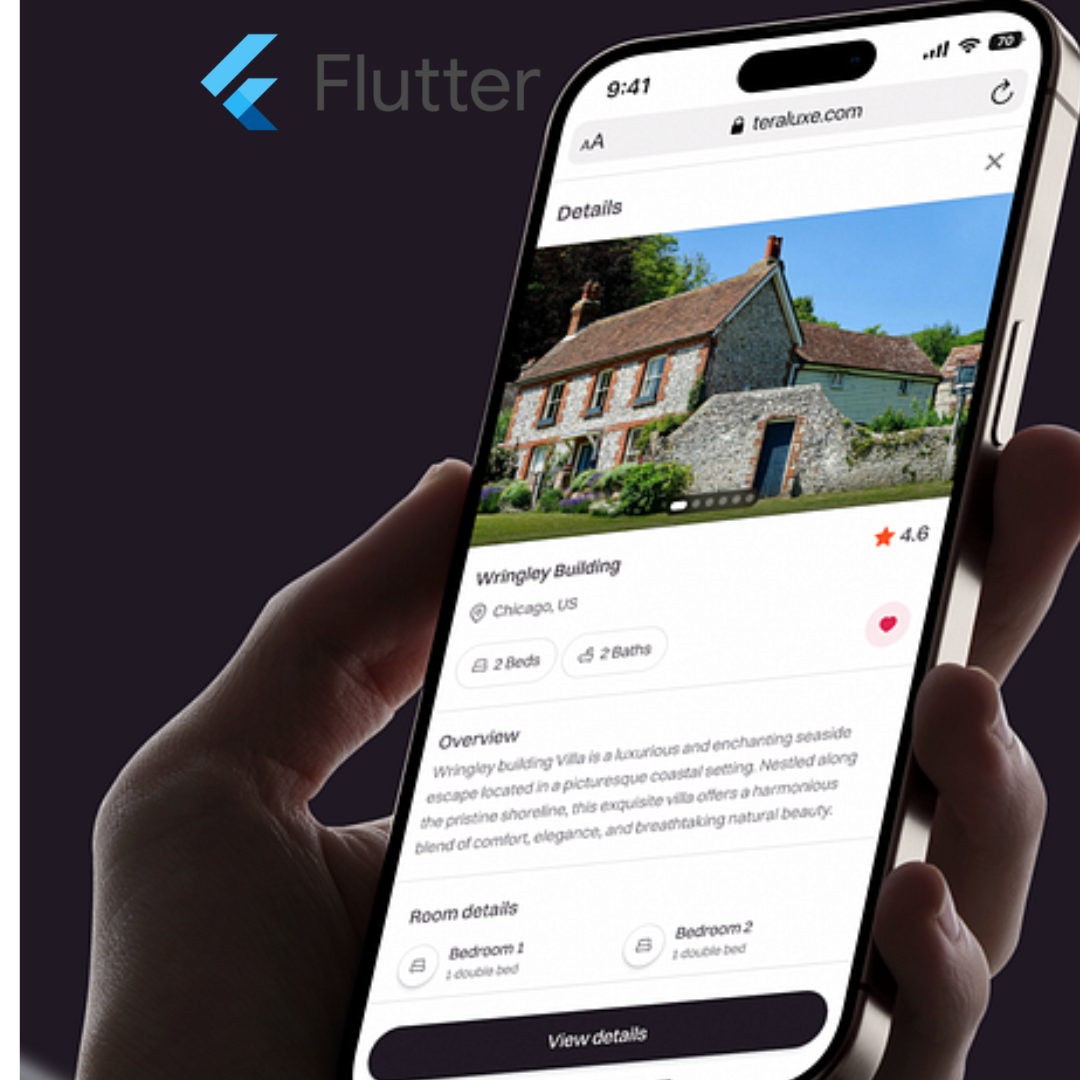 Flutter
9:41
70
AA
teraluxe.com
Details
Wringley Building
4.6
Chicago, US
2 Beds
2 Baths
Overview
Wringley building Villa is a luxurious and enchanting seaside
escape located in a picturesque coastal setting. Nestled along
the pristine shoreline, this exquisite villa offers a harmonious
blend of comfort, elegance, and breathtaking natural beauty.
Room details
Bedroom 1
1 double bed
Bedroom 2
1 double bed
View details